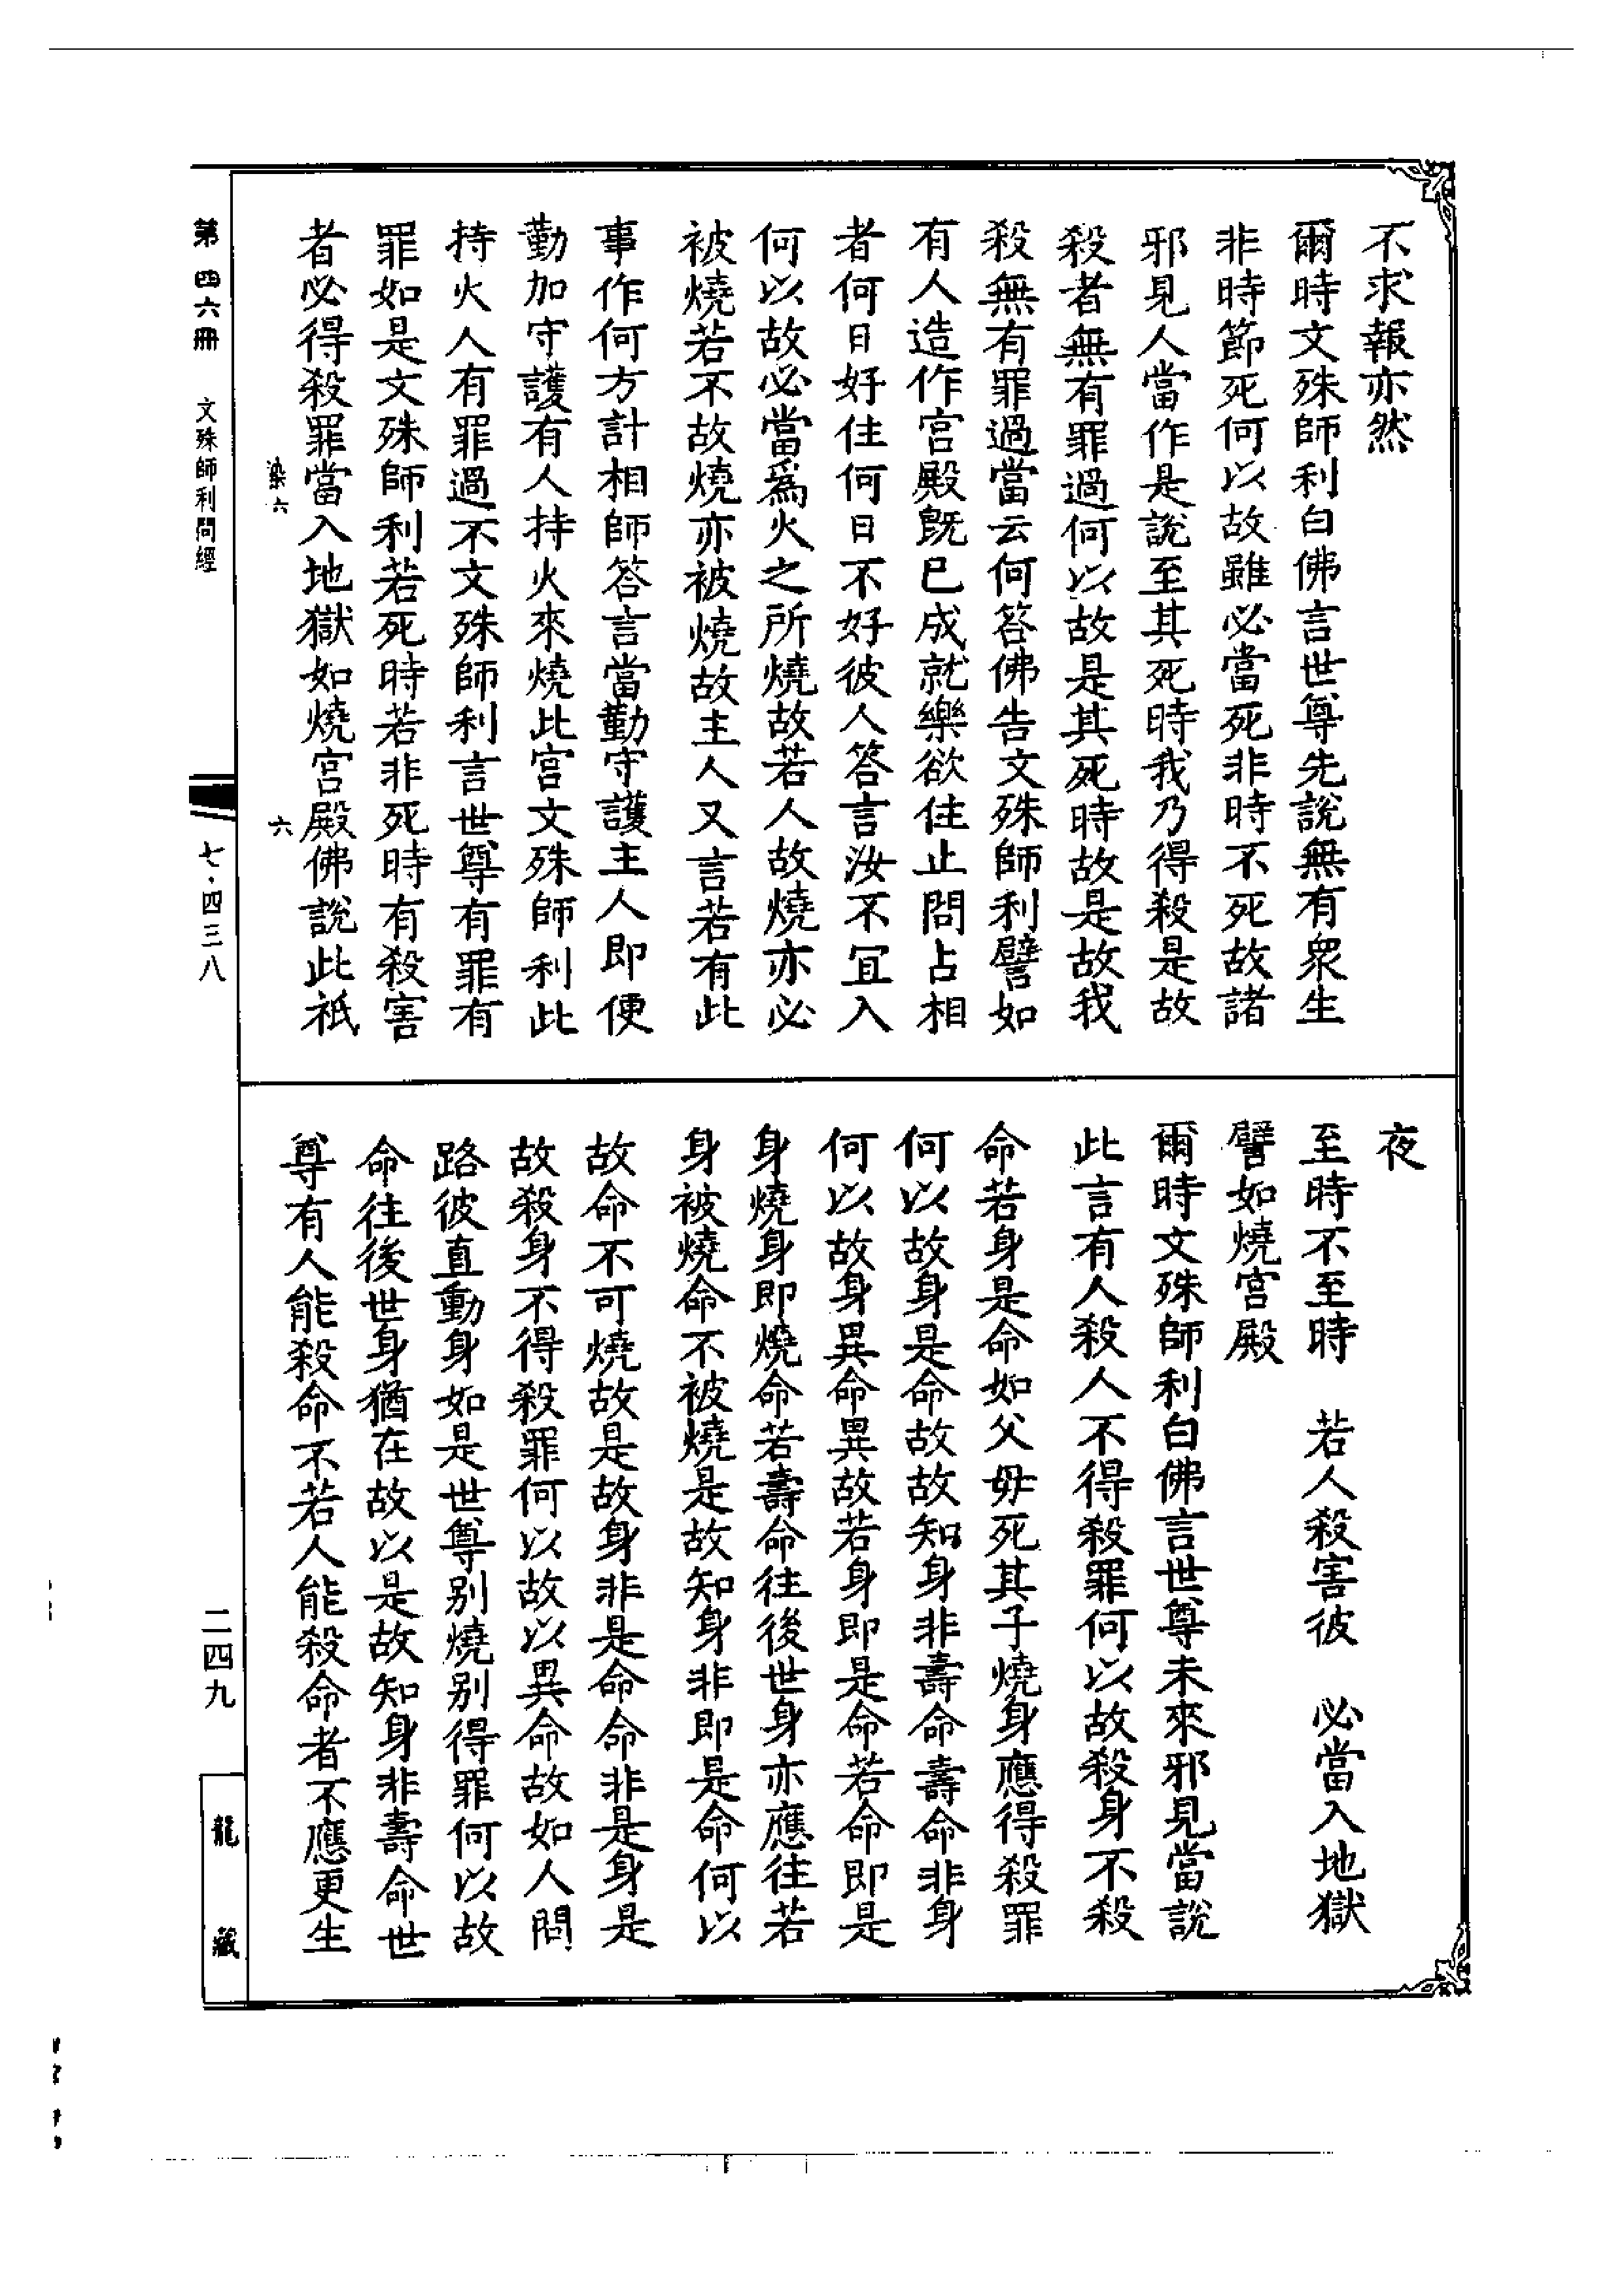 不求報亦然
爾時文殊師利白佛言世尊先說無有衆生
非時節死何以故雖必當死非時不死故諸
邪見人當作是說至其死時我乃得殺是故
殺者無有罪過何以故是其死時故是故我
殺無有罪過當云何答佛告文殊師利譬如
有人造作宫殿旣已成就樂欲住止問占相
者何日好住何日不好彼人答言汝不宜入
何以故必當爲火之所燒故若人故燒亦必
被燒若不故燒亦被燒故主人又言若有此
事作何方計相師答言當勤守護主人即便
勤加守護有人持火來燒此宫文殊師利此
持火人有罪過不文殊師利言世尊有罪有
罪如是文殊師利若死時若非死時有殺害
者必得殺罪當入地獄如燒宫殿佛說此祇
夜
至時不至時　若人殺害彼　必當入地獄
譬如燒宫殿
爾時文殊師利白佛言世尊未來邪見當說
此言有人殺人不得殺罪何以故殺身不殺
命若身是命如父母死其子燒身應得殺罪
何以故身是命故故知身非壽命壽命非身
何以故身異命異故若身即是命若命即是
身燒身即燒命若壽命往後世身亦應往若
身被燒命不被燒是故知身非即是命何以
故命不可燒故是故身非是命命非是身是
故殺身不得殺罪何以故以異命故如人問
路彼直動身如是世尊别燒别得罪何以故
命往後世身猶在故以是故知身非壽命世
尊有人能殺命不若人能殺命者不應更生
染六
六
第四六冊
文殊師利問經
七·四三八
二四九
龍藏